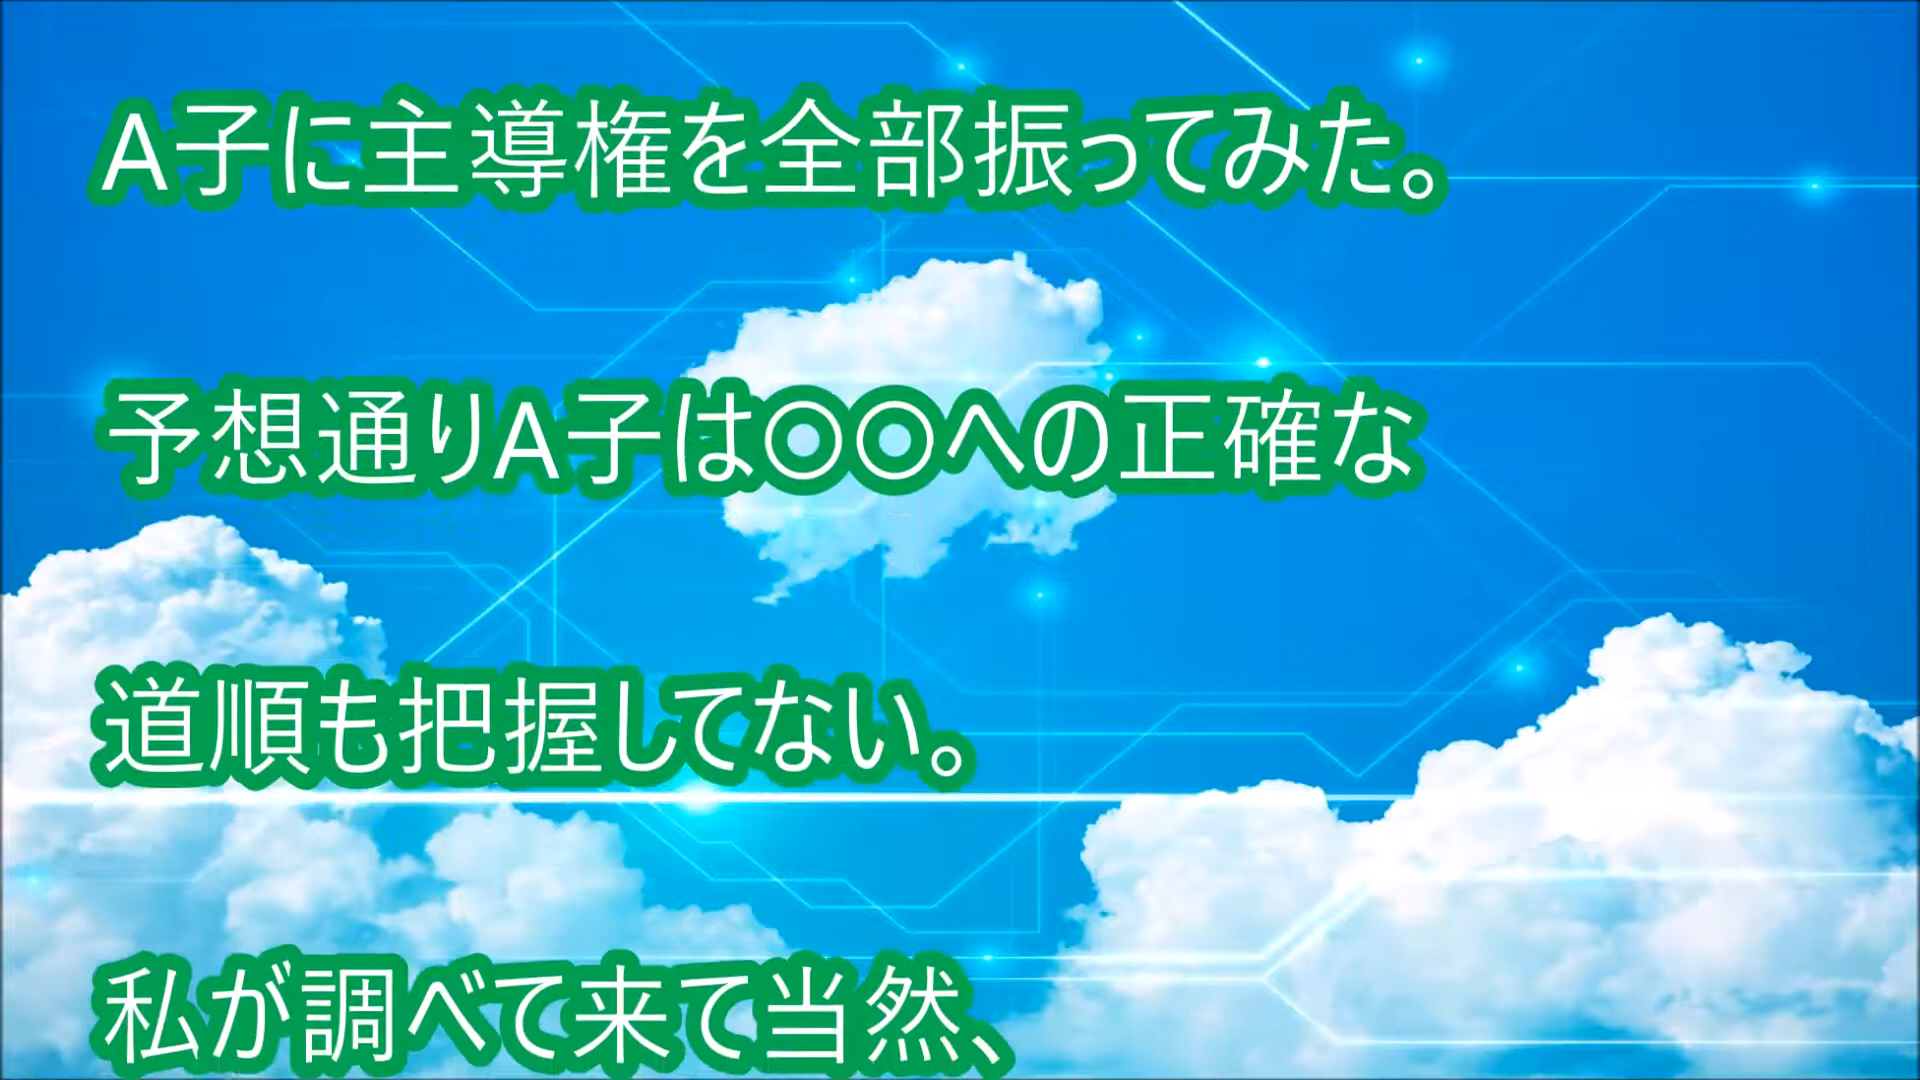 A子に主導権を全部振ってみた。
予想通りA子は○○への正確な
道順も把握してない。
私が調べて来て当然、